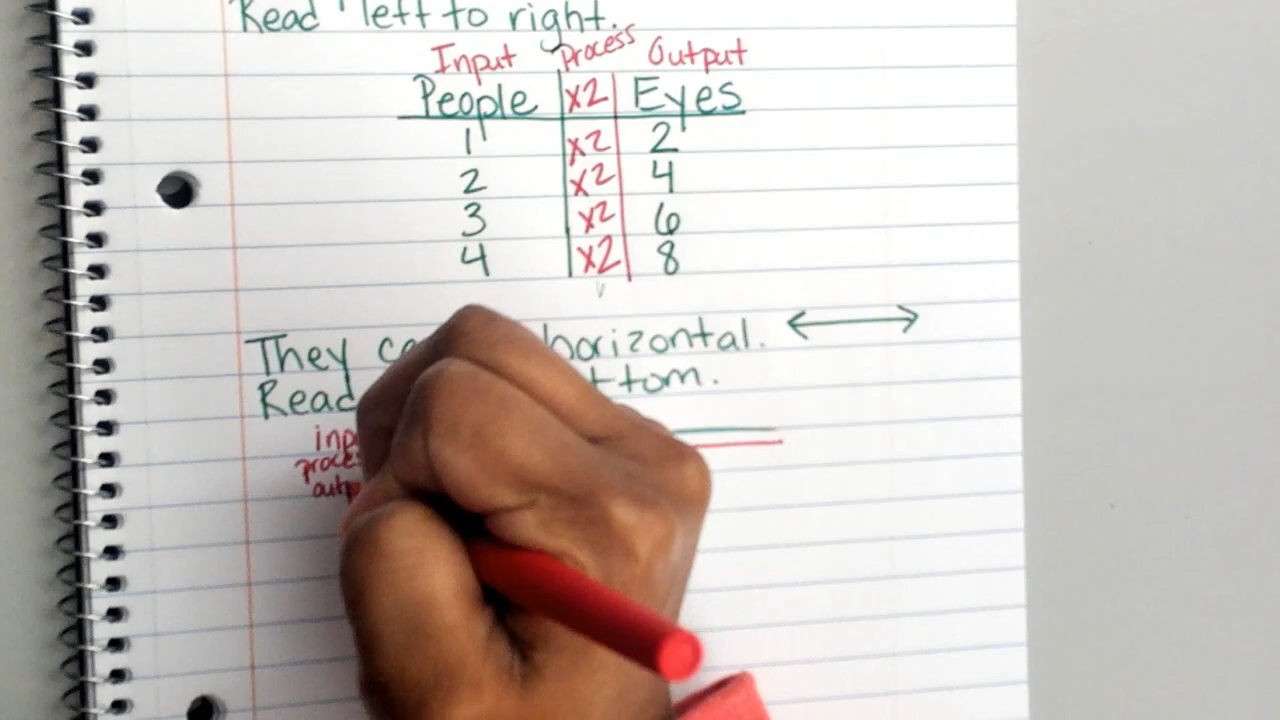 Read left to right.
Input Process Output
People x2 Eyes
1 x2 2
2 x2 4
3 x2 6
4 x2 8
They horizontal.
Read